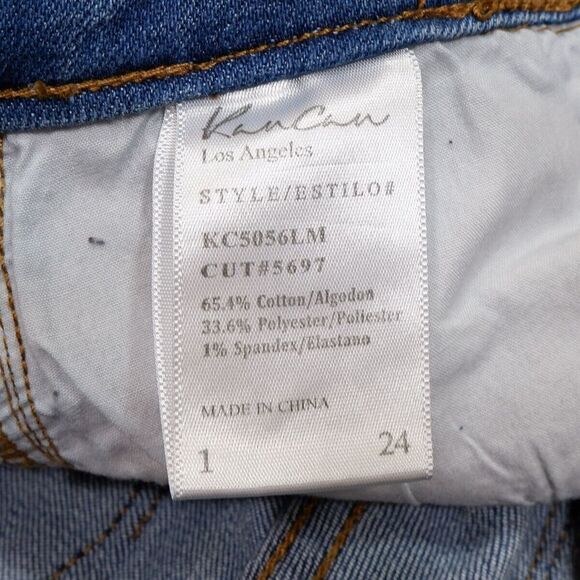 KanCan
Los Angeles
STYLE/ESTILO#
KC5056LM
CUT#5697
65.4% Cotton/Algodon
33.6% Polyester/Poliester
1% Spandex/Elastano
MADE IN CHINA
1 24